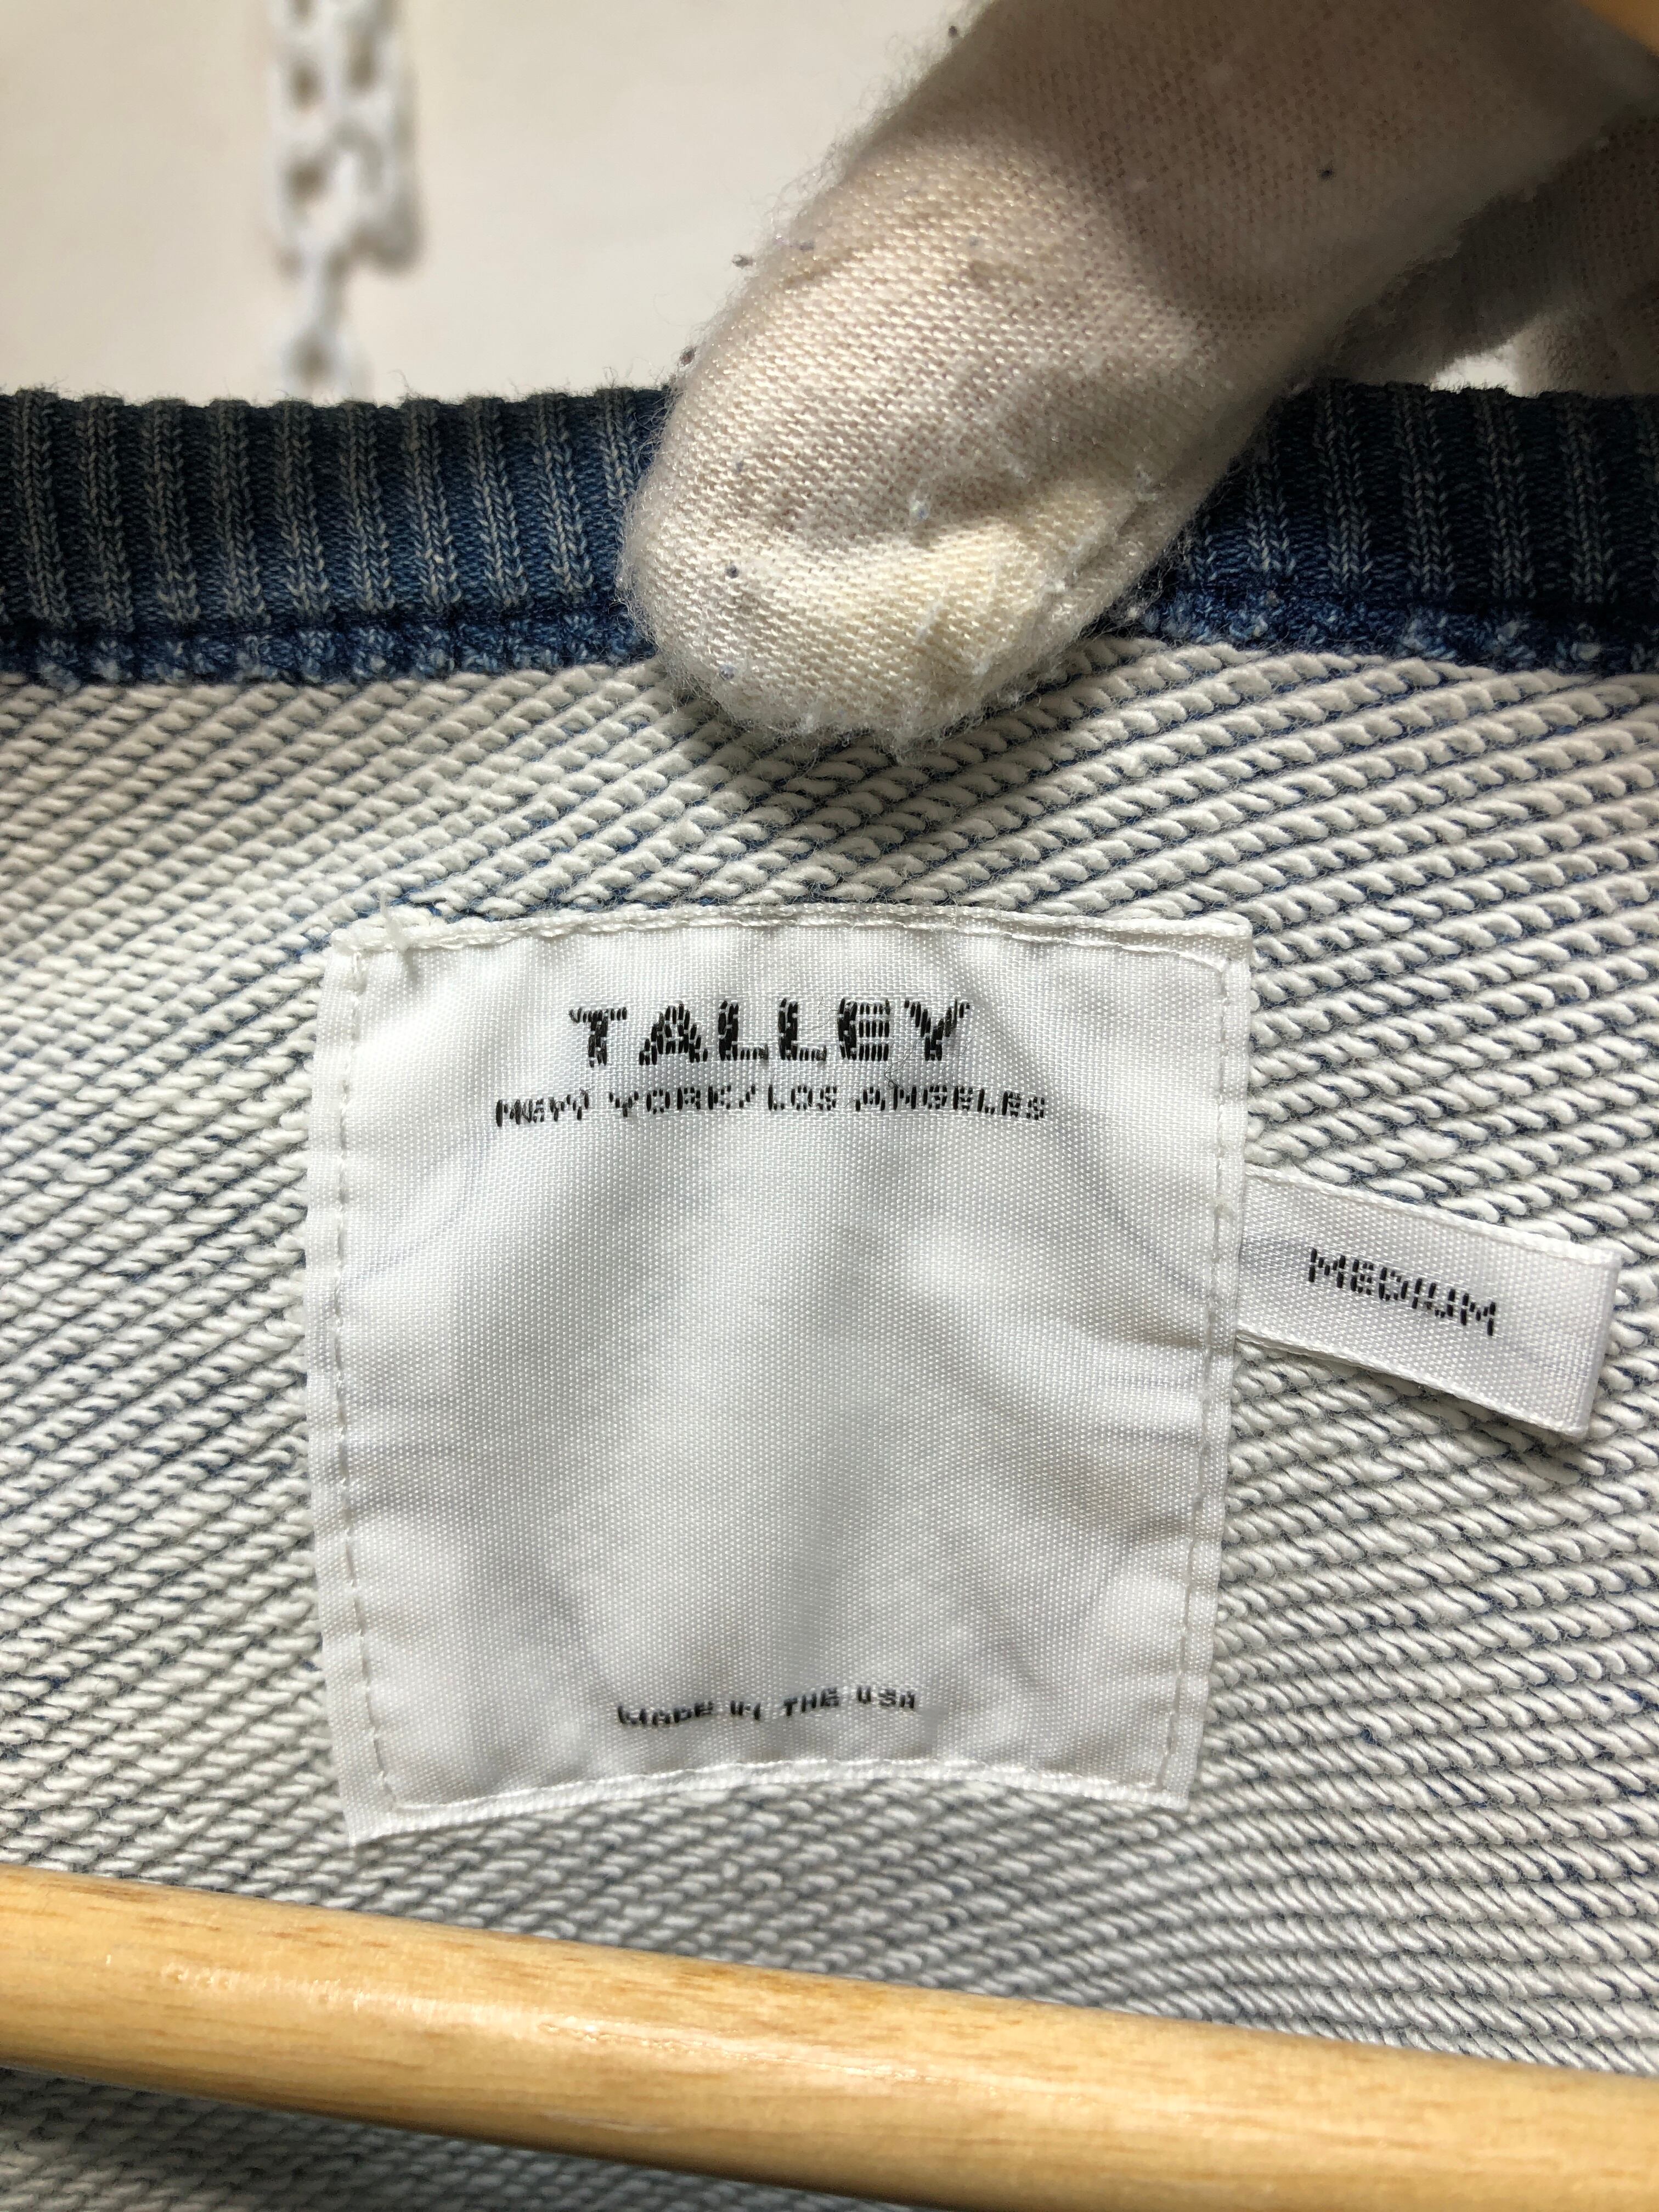 TALLEY
NEW YORK/LOS ANGELES
MEDIUM
MADE IN THE USA